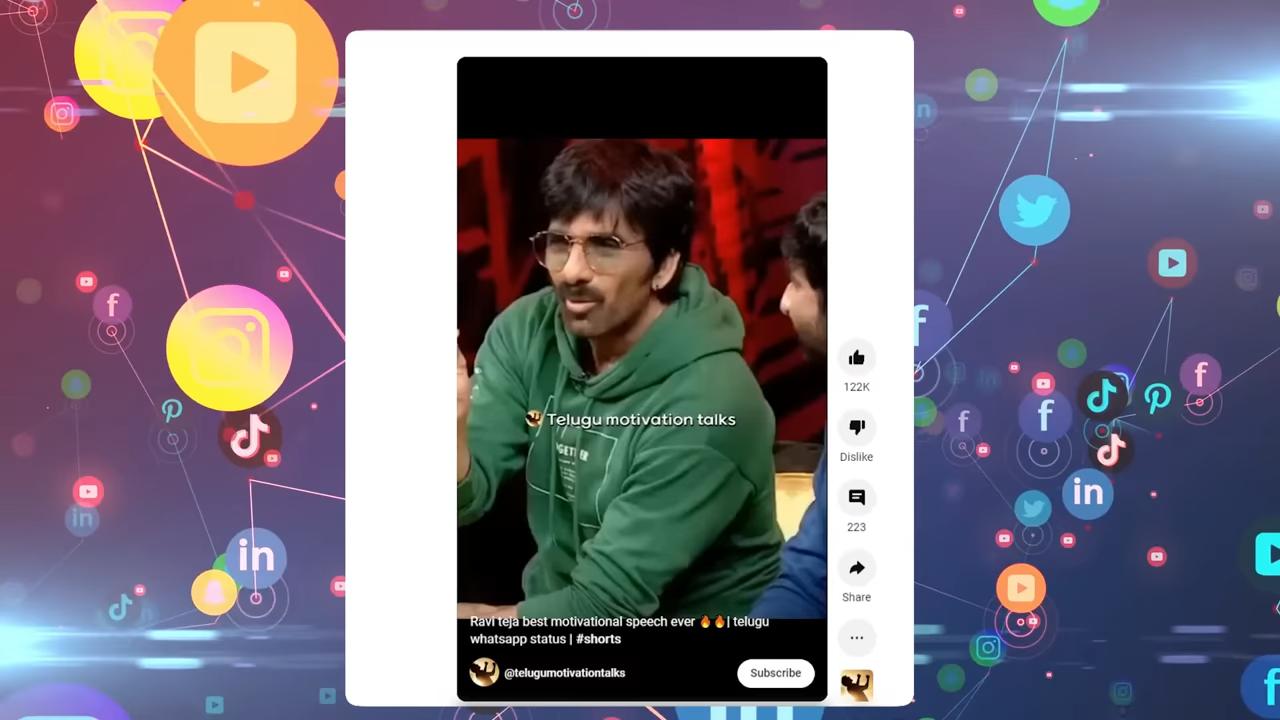 GETHER
Telugu motivation talks
122K
Dislike
223
Share
Ravi teja best motivational speech ever 🔥🔥| telugu
whatsapp status | #shorts
@telugumotivationtalks
Subscribe